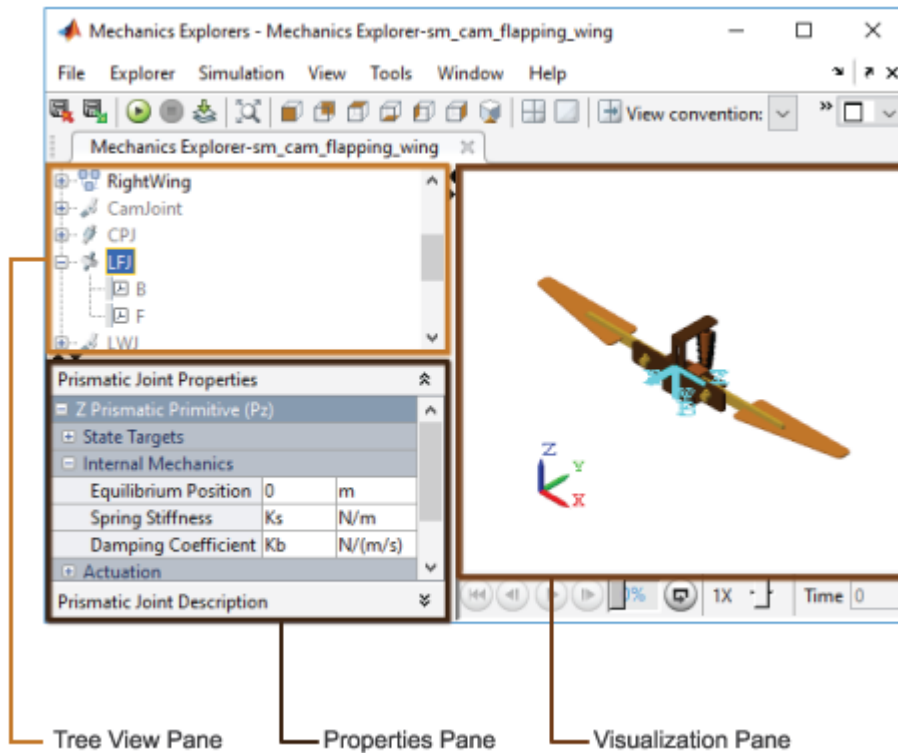 Mechanics Explorers - Mechanics Explorer-sm_cam_flapping_wing
File Explorer Simulation View Tools Window Help
View convention:
Mechanics Explorer-sm_cam_flapping_wing
RightWing
CamJoint
CPJ
LFJ
B
F
LWJ
Prismatic Joint Properties
Z Prismatic Primitive (Pz)
State Targets
Internal Mechanics
Equilibrium Position 0 m
Spring Stiffness Ks N/m
Damping Coefficient Kb N/(m/s)
Actuation
Prismatic Joint Description
Z
Y
X
1X Time 0
Tree View Pane
Properties Pane
Visualization Pane